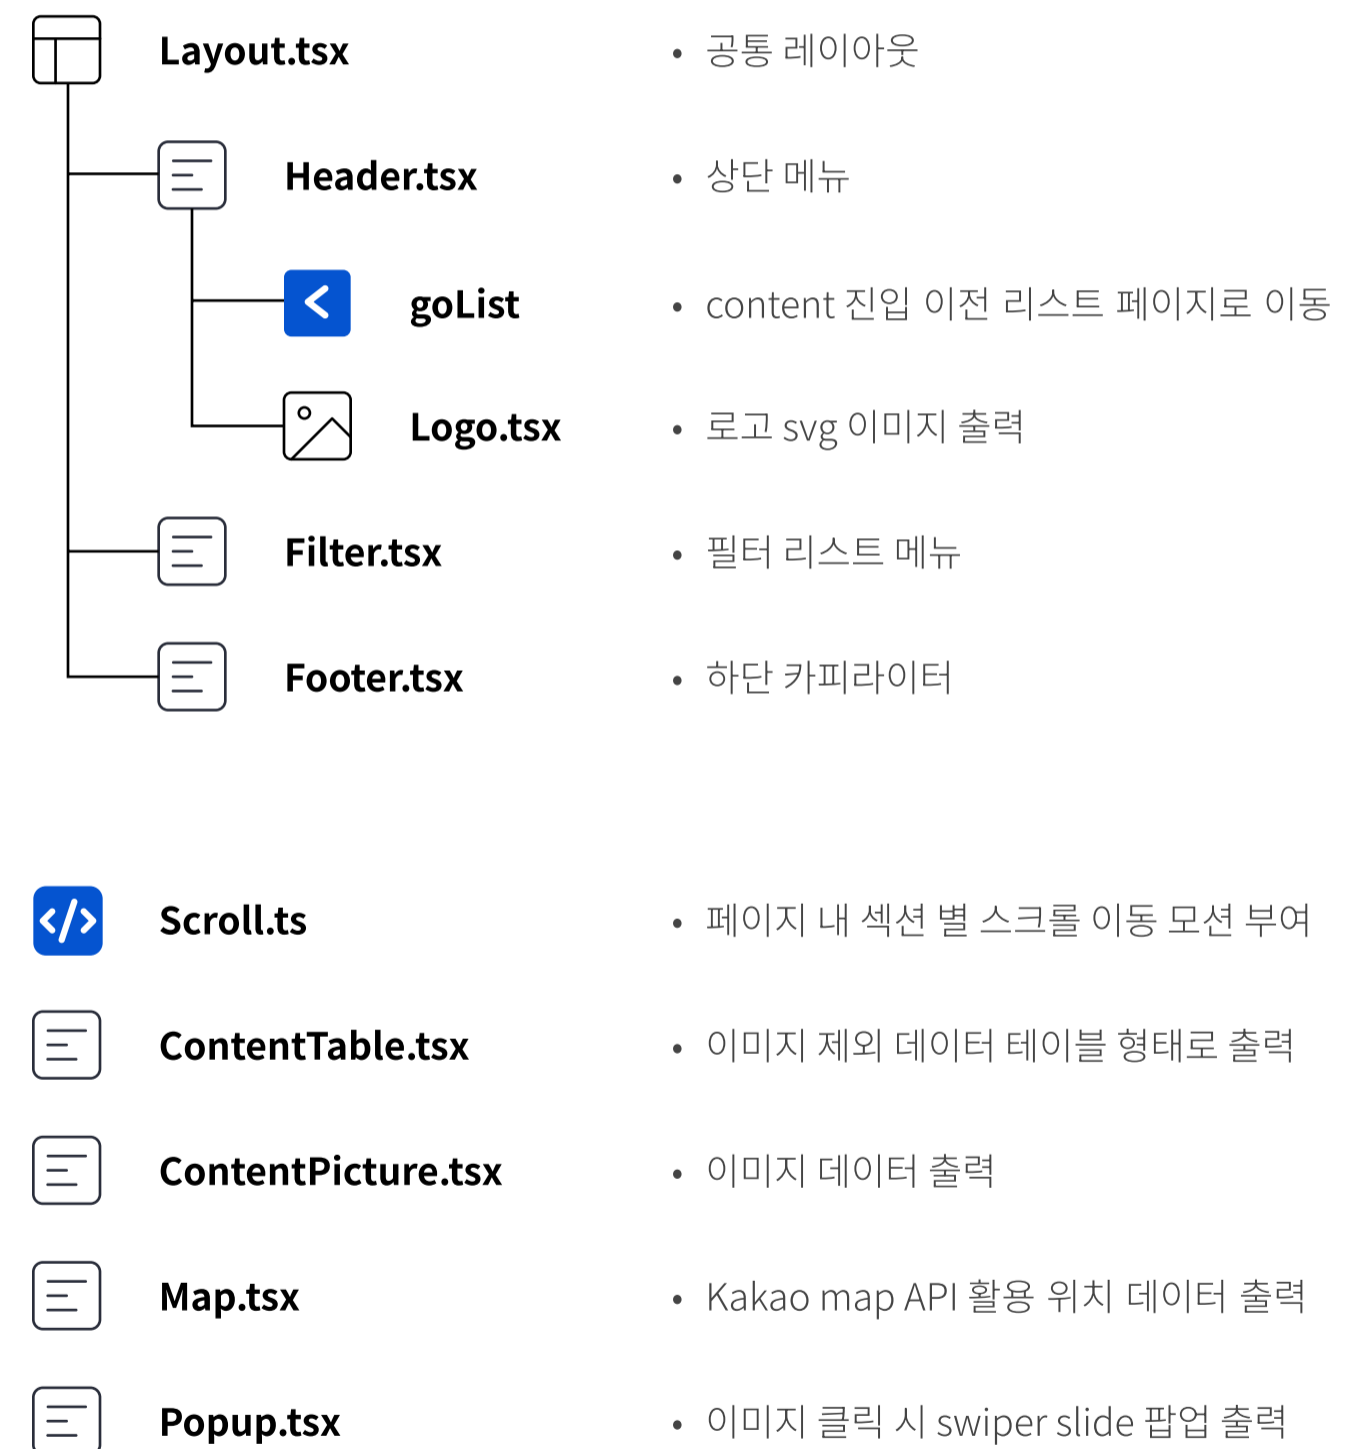 Layout.tsx • 공통 레이아웃
Header.tsx • 상단 메뉴
goList • content 진입 이전 리스트 페이지로 이동
Logo.tsx • 로고 svg 이미지 출력
Filter.tsx • 필터 리스트 메뉴
Footer.tsx • 하단 카피라이터
</> Scroll.ts • 페이지 내 섹션 별 스크롤 이동 모션 부여
ContentTable.tsx • 이미지 제외 데이터 테이블 형태로 출력
ContentPicture.tsx • 이미지 데이터 출력
Map.tsx • Kakao map API 활용 위치 데이터 출력
Popup.tsx • 이미지 클릭 시 swiper slide 팝업 출력